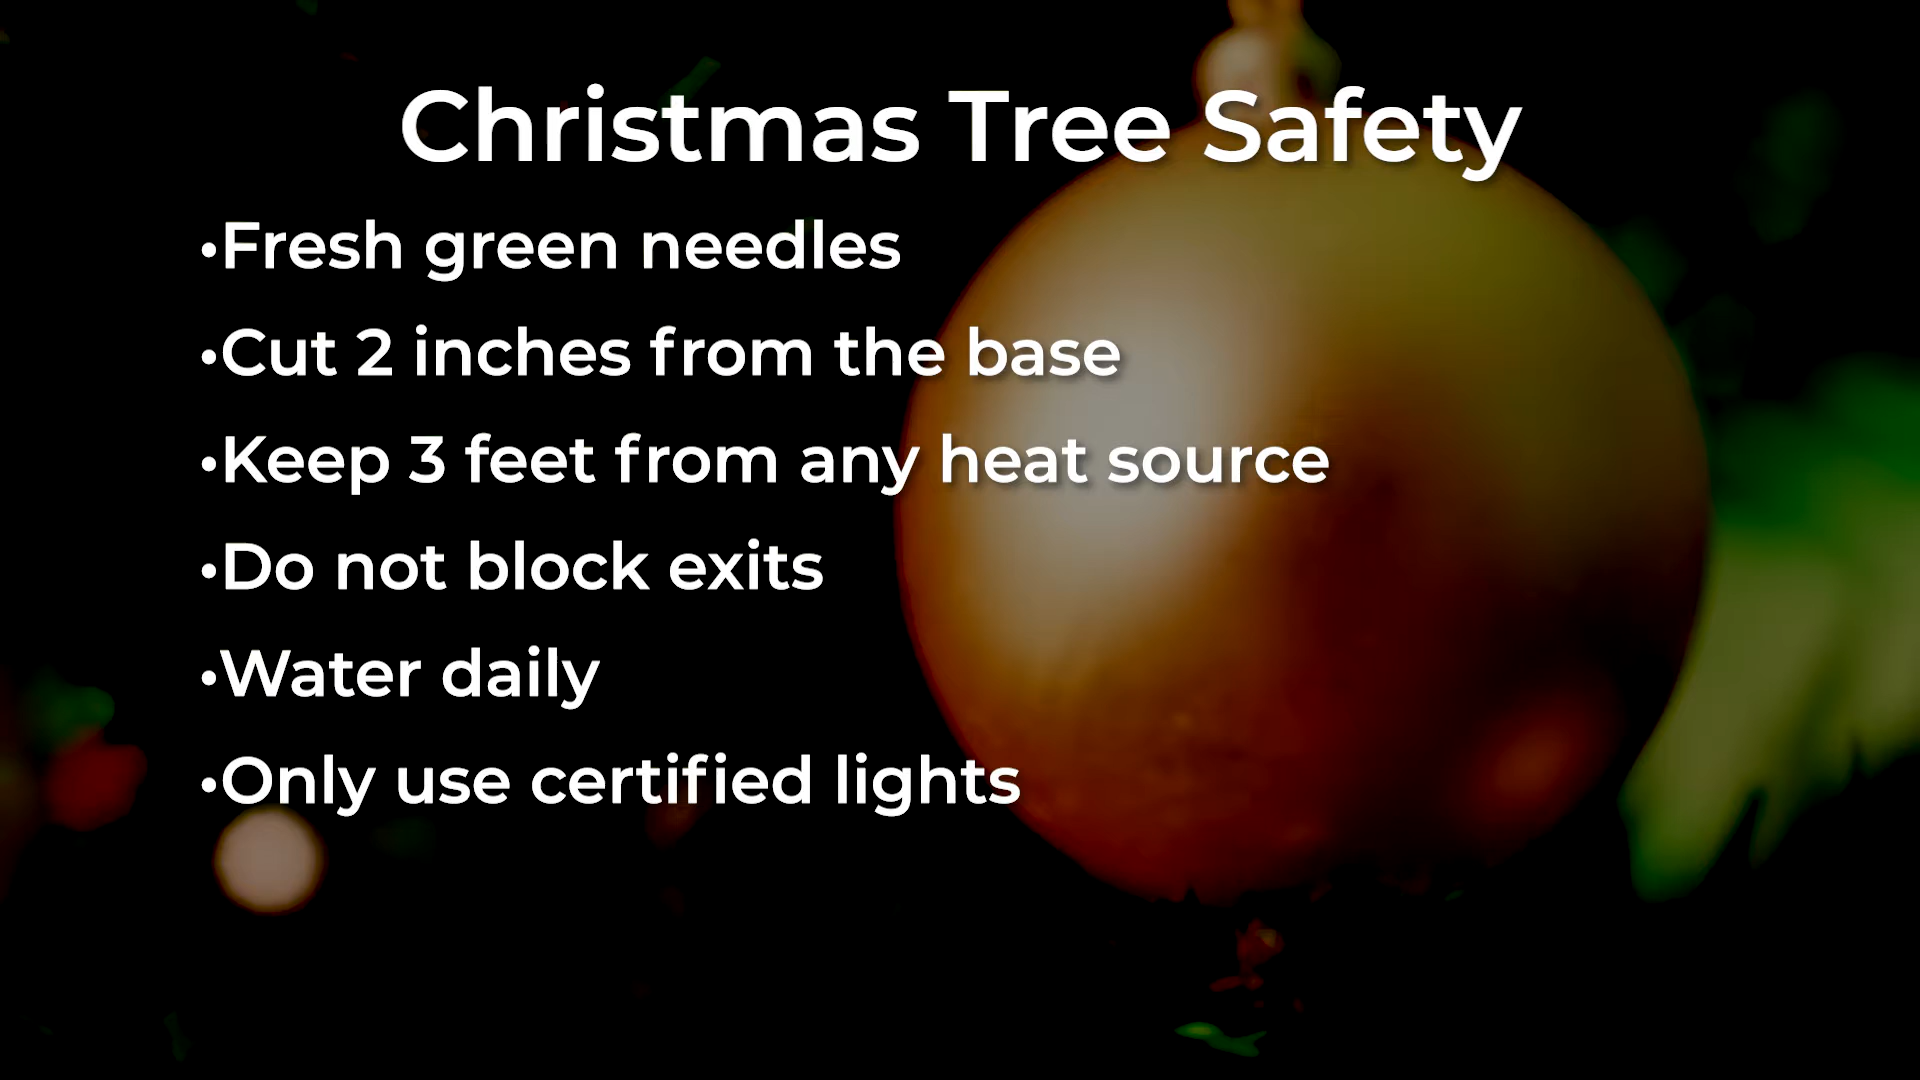 Christmas Tree Safety
•Fresh green needles
•Cut 2 inches from the base
•Keep 3 feet from any heat source
•Do not block exits
•Water daily
•Only use certified lights